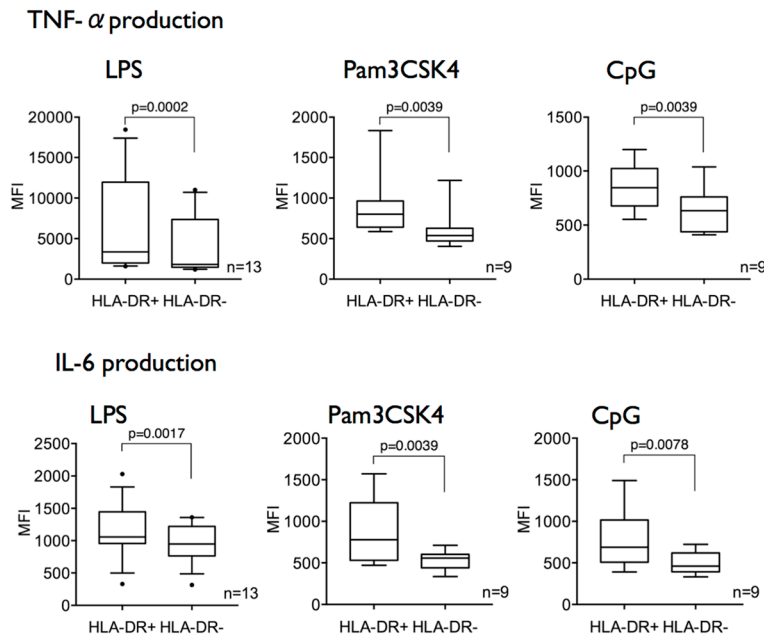 TNF-α production
LPS Pam3CSK4 CpG
p=0.0002 p=0.0039 p=0.0039
MFI
20000
15000
10000
5000
0
n=13
HLA-DR+ HLA-DR-
MFI
2000
1500
1000
500
0
n=9
HLA-DR+ HLA-DR-
MFI
1500
1000
500
0
n=9
HLA-DR+ HLA-DR-
IL-6 production
LPS Pam3CSK4 CpG
p=0.0017 p=0.0039 p=0.0078
MFI
2500
2000
1500
1000
500
0
n=13
HLA-DR+ HLA-DR-
MFI
2000
1500
1000
500
0
n=9
HLA-DR+ HLA-DR-
MFI
2000
1500
1000
500
0
n=9
HLA-DR+ HLA-DR-